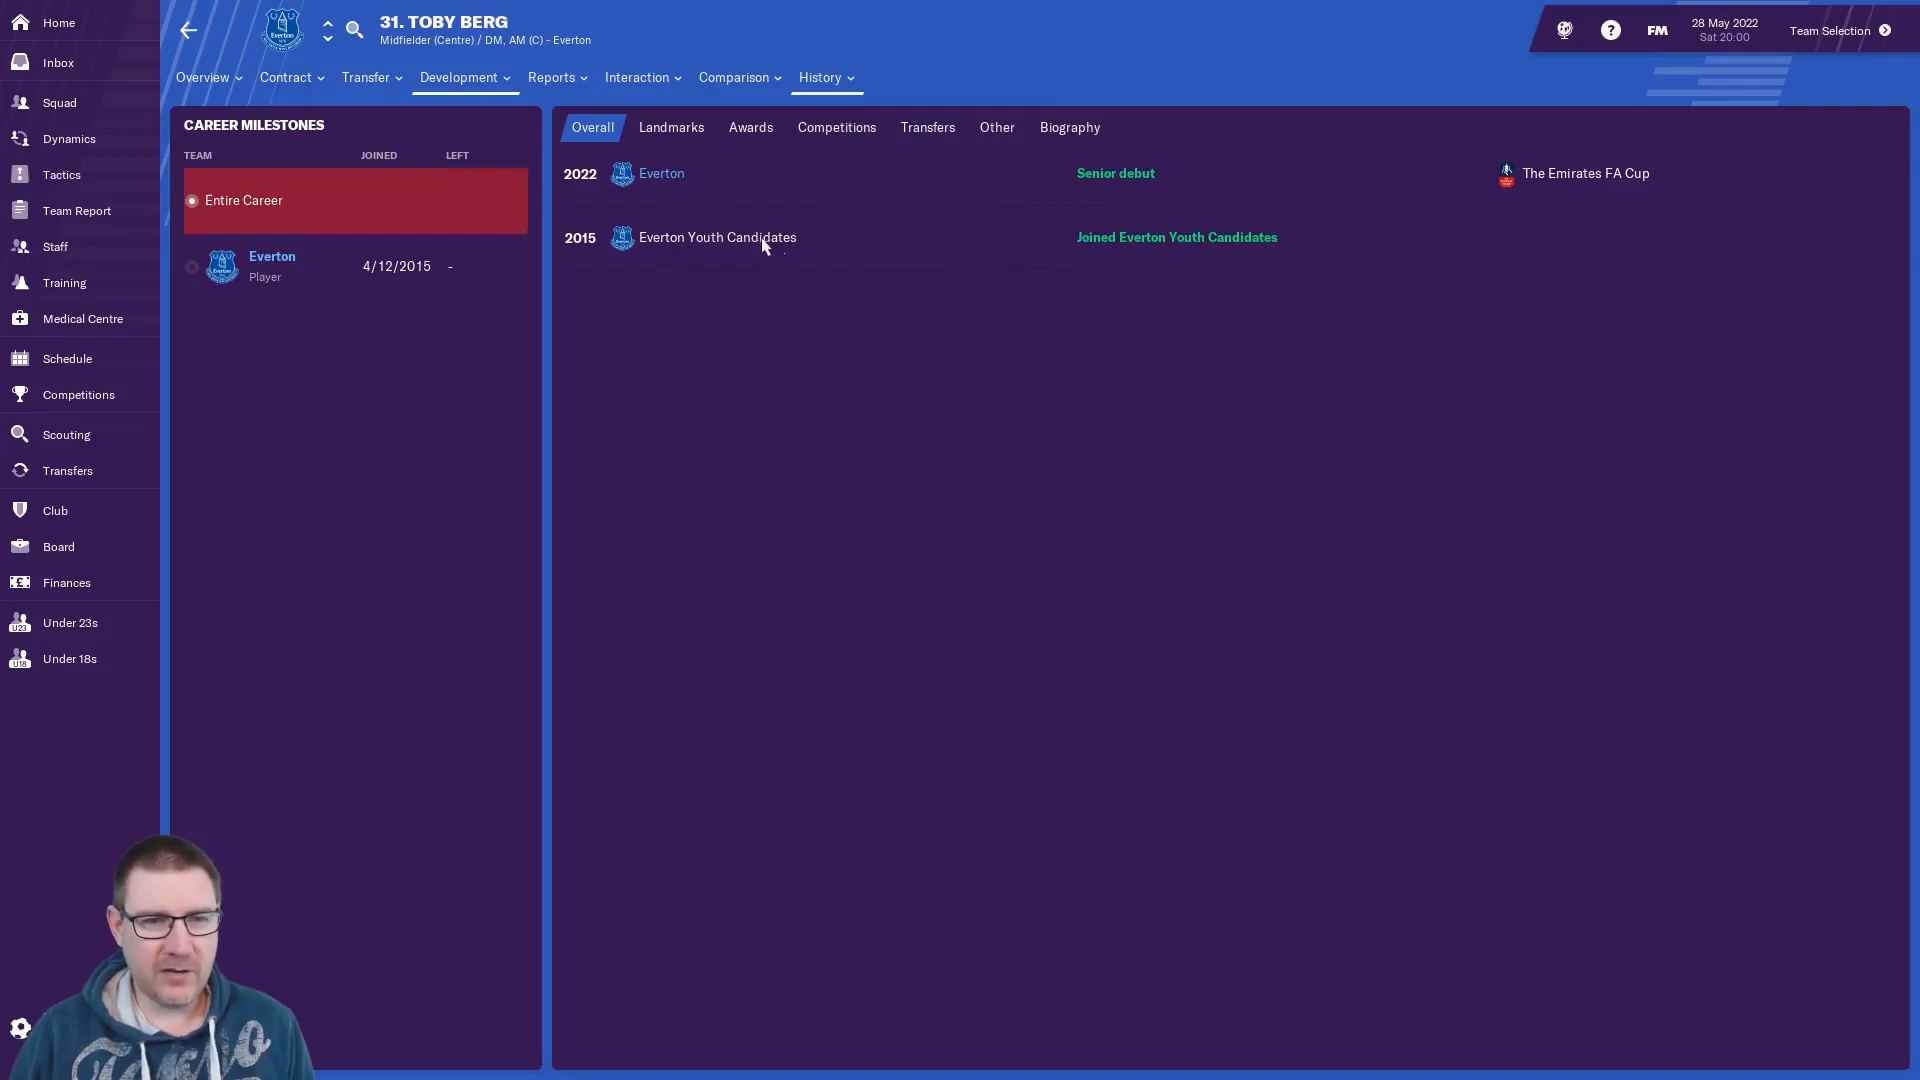 Home
Inbox
Squad
Dynamics
Tactics
Team Report
Staff
Training
Medical Centre
Schedule
Competitions
Scouting
Transfers
Club
Board
Finances
U23 Under 23s
U18 Under 18s
Everton
31. TOBY BERG
Midfielder (Centre) / DM, AM (C) - Everton
? FM
28 May 2022
Sat 20:00
Team Selection
Overview Contract Transfer Development Reports Interaction Comparison History
CAREER MILESTONES
TEAM JOINED LEFT
Entire Career
Everton 4/12/2015 -
Player
Overall Landmarks Awards Competitions Transfers Other Biography
2022 Everton Senior debut The Emirates FA Cup
2015 Everton Youth Candidates Joined Everton Youth Candidates